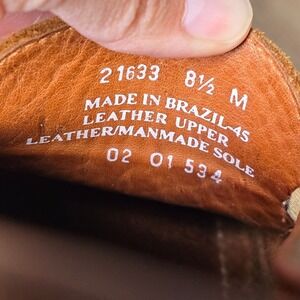 21633 8½ M
MADE IN BRAZIL-45
LEATHER UPPER
LEATHER/MANMADE SOLE
02 01 534